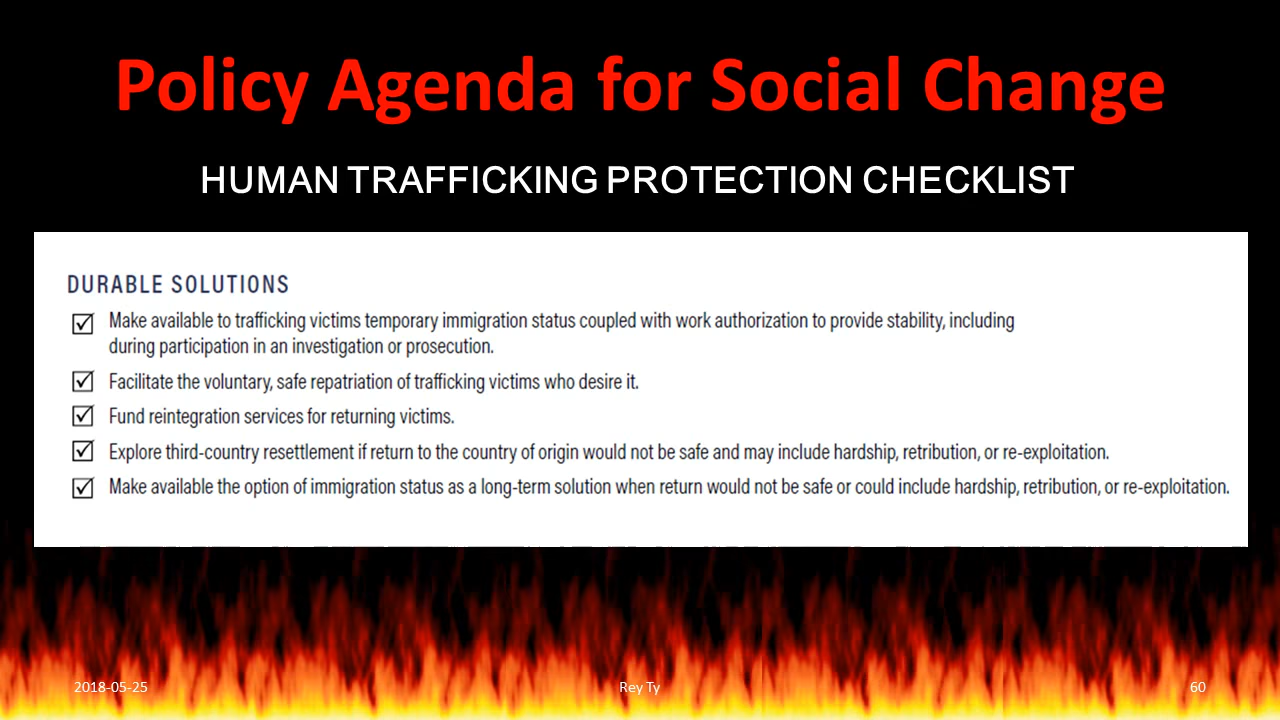 Policy Agenda for Social Change
HUMAN TRAFFICKING PROTECTION CHECKLIST
DURABLE SOLUTIONS
Make available to trafficking victims temporary immigration status coupled with work authorization to provide stability, including
during participation in an investigation or prosecution.
Facilitate the voluntary, safe repatriation of trafficking victims who desire it.
Fund reintegration services for returning victims.
Explore third-country resettlement if return to the country of origin would not be safe and may include hardship, retribution, or re-exploitation.
Make available the option of immigration status as a long-term solution when return would not be safe or could include hardship, retribution, or re-exploitation.
2018-05-25
Rey Ty
60